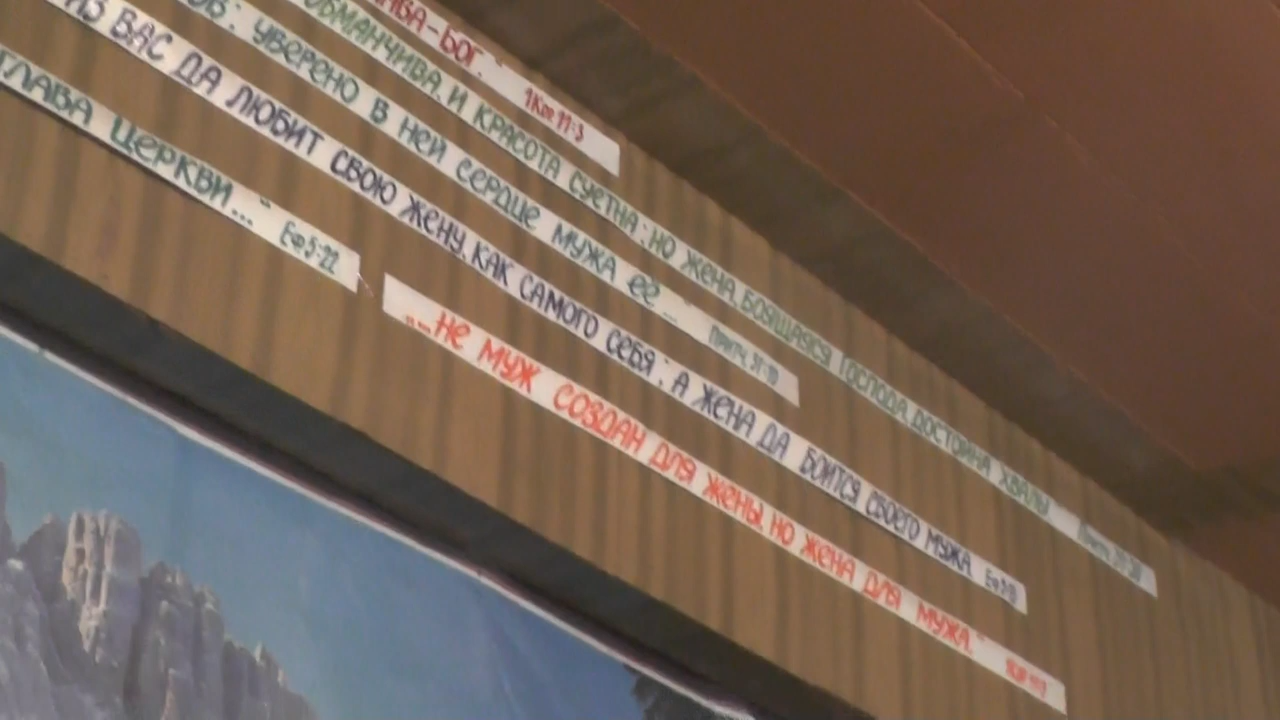 БОГ." 1Кор 11:3
ОБМАНЧИВА, И КРАСОТА СУЕТНА; НО ЖЕНА, БОЯЩАЯСЯ ГОСПОДА, ДОСТОЙНА ХВАЛЫ
УВЕРЕНО В НЕЙ СЕРДЦЕ МУЖА ЕЁ...
ИЗ ВАС ДА ЛЮБИТ СВОЮ ЖЕНУ, КАК САМОГО СЕБЯ; А ЖЕНА ДА БОИТСЯ СВОЕГО МУЖА
ГЛАВА ЦЕРКВИ..." Еф 5:22
„...НЕ МУЖ СОЗДАН ДЛЯ ЖЕНЫ, НО ЖЕНА ДЛЯ МУЖА."